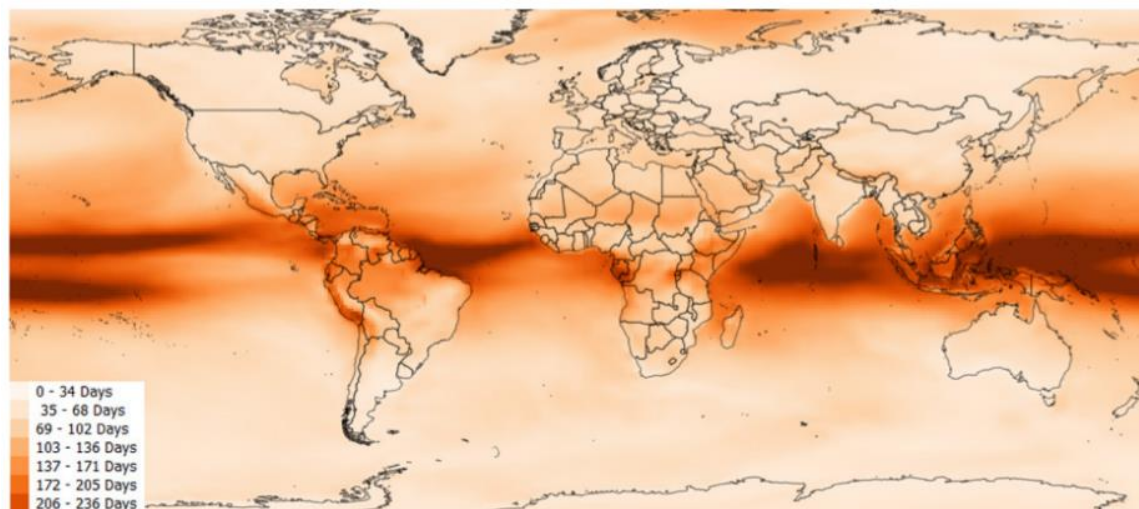 0 - 34 Days
35 - 68 Days
69 - 102 Days
103 - 136 Days
137 - 171 Days
172 - 205 Days
206 - 236 Days